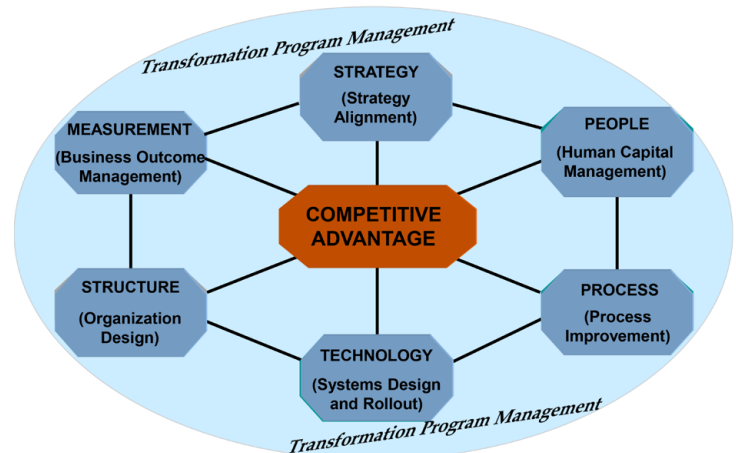 Transformation Program Management
STRATEGY
(Strategy
Alignment)
MEASUREMENT
(Business Outcome
Management)
PEOPLE
(Human Capital
Management)
COMPETITIVE
ADVANTAGE
STRUCTURE
(Organization
Design)
PROCESS
(Process
Improvement)
TECHNOLOGY
(Systems Design
and Rollout)
Transformation Program Management